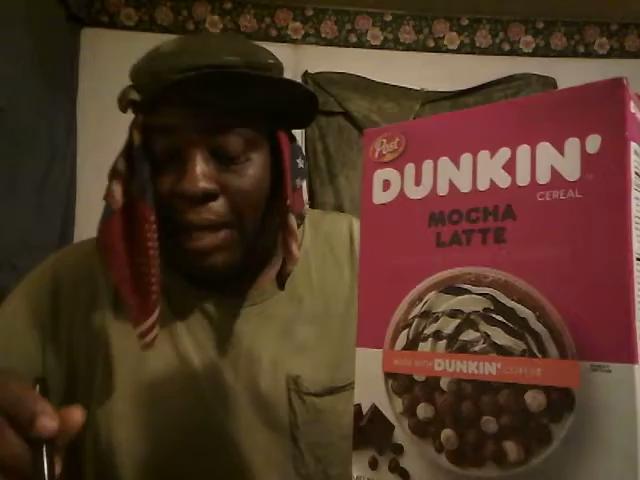 Post
DUNKIN'
CEREAL
MOCHA
LATTE
MADE WITH DUNKIN' COFFEE